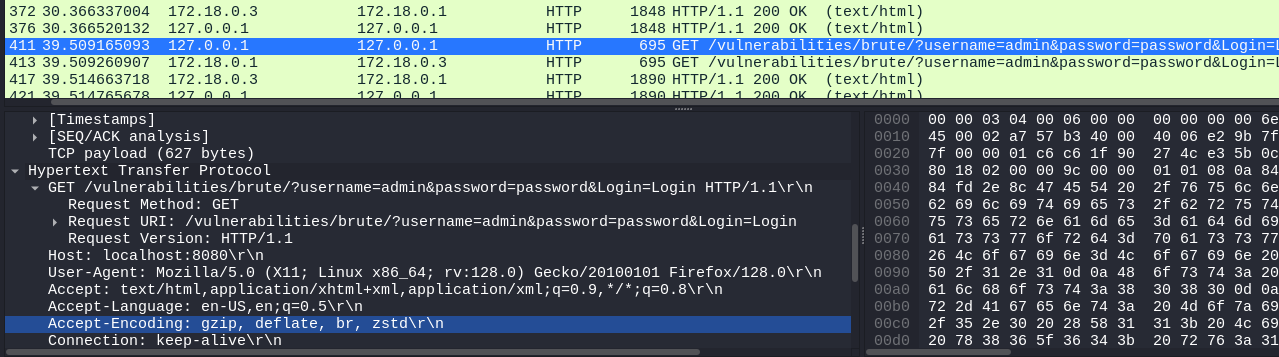 372 30.366337004 172.18.0.3 172.18.0.1 HTTP 1848 HTTP/1.1 200 OK (text/html)
376 30.366520132 127.0.0.1 127.0.0.1 HTTP 1848 HTTP/1.1 200 OK (text/html)
411 39.509165093 127.0.0.1 127.0.0.1 HTTP 695 GET /vulnerabilities/brute/?username=admin&password=password&Login=L
413 39.509260907 172.18.0.1 172.18.0.3 HTTP 695 GET /vulnerabilities/brute/?username=admin&password=password&Login=L
417 39.514663718 172.18.0.3 172.18.0.1 HTTP 1890 HTTP/1.1 200 OK (text/html)
421 39.514765678 127.0.0.1 127.0.0.1 HTTP 1890 HTTP/1.1 200 OK (text/html)
[Timestamps]
[SEQ/ACK analysis]
TCP payload (627 bytes)
Hypertext Transfer Protocol
GET /vulnerabilities/brute/?username=admin&password=password&Login=Login HTTP/1.1\r\n
Request Method: GET
Request URI: /vulnerabilities/brute/?username=admin&password=password&Login=Login
Request Version: HTTP/1.1
Host: localhost:8080\r\n
User-Agent: Mozilla/5.0 (X11; Linux x86_64; rv:128.0) Gecko/20100101 Firefox/128.0\r\n
Accept: text/html,application/xhtml+xml,application/xml;q=0.9,*/*;q=0.8\r\n
Accept-Language: en-US,en;q=0.5\r\n
Accept-Encoding: gzip, deflate, br, zstd\r\n
Connection: keep-alive\r\n
0000 00 00 03 04 00 06 00 00 00 00 00 00 6e
0010 45 00 02 a7 57 b3 40 00 40 06 e2 9b 7f
0020 7f 00 00 01 c6 c6 1f 90 27 4c e3 5b 0c
0030 80 18 02 00 00 9c 00 00 01 01 08 0a 84
0040 84 fd 2e 8c 47 45 54 20 2f 76 75 6c 6e
0050 62 69 6c 69 74 69 65 73 2f 62 72 75 74
0060 75 73 65 72 6e 61 6d 65 3d 61 64 6d 69
0070 61 73 73 77 6f 72 64 3d 70 61 73 73 77
0080 26 4c 6f 67 69 6e 3d 4c 6f 67 69 6e 20
0090 50 2f 31 2e 31 0d 0a 48 6f 73 74 3a 20
00a0 61 6c 68 6f 73 74 3a 38 30 38 30 0d 0a
00b0 72 2d 41 67 65 6e 74 3a 20 4d 6f 7a 69
00c0 2f 35 2e 30 20 28 58 31 31 3b 20 4c 69
00d0 20 78 38 36 5f 36 34 3b 20 72 76 3a 31